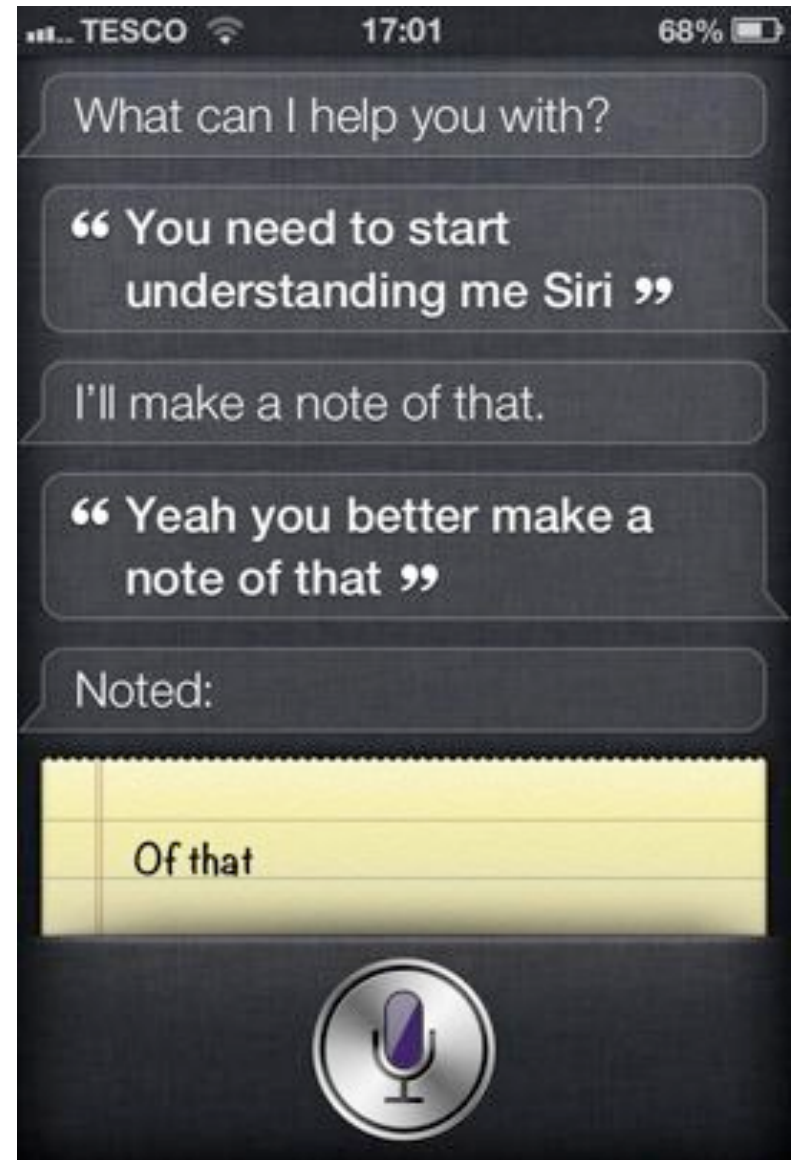 TESCO 17:01 68%
What can I help you with?
“ You need to start
understanding me Siri ”
I’ll make a note of that.
“ Yeah you better make a
note of that ”
Noted:
Of that